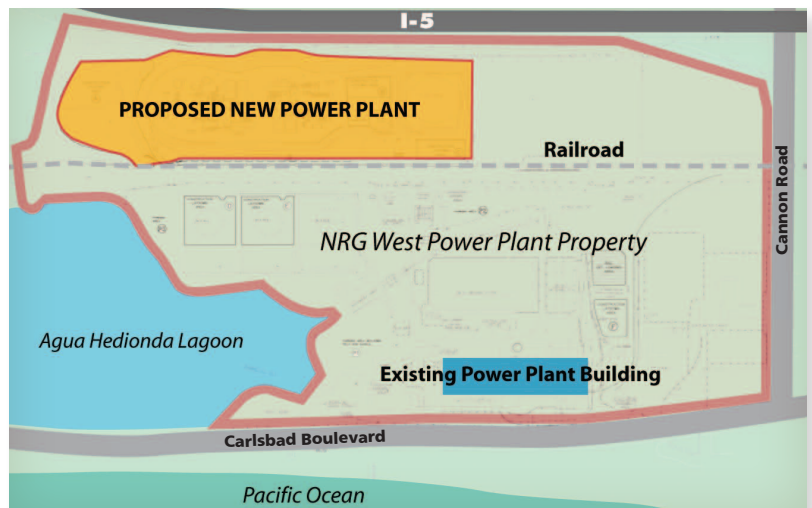 I-5
PROPOSED NEW POWER PLANT
Railroad
Cannon Road
NRG West Power Plant Property
Agua Hedionda Lagoon
Existing Power Plant Building
Carlsbad Boulevard
Pacific Ocean